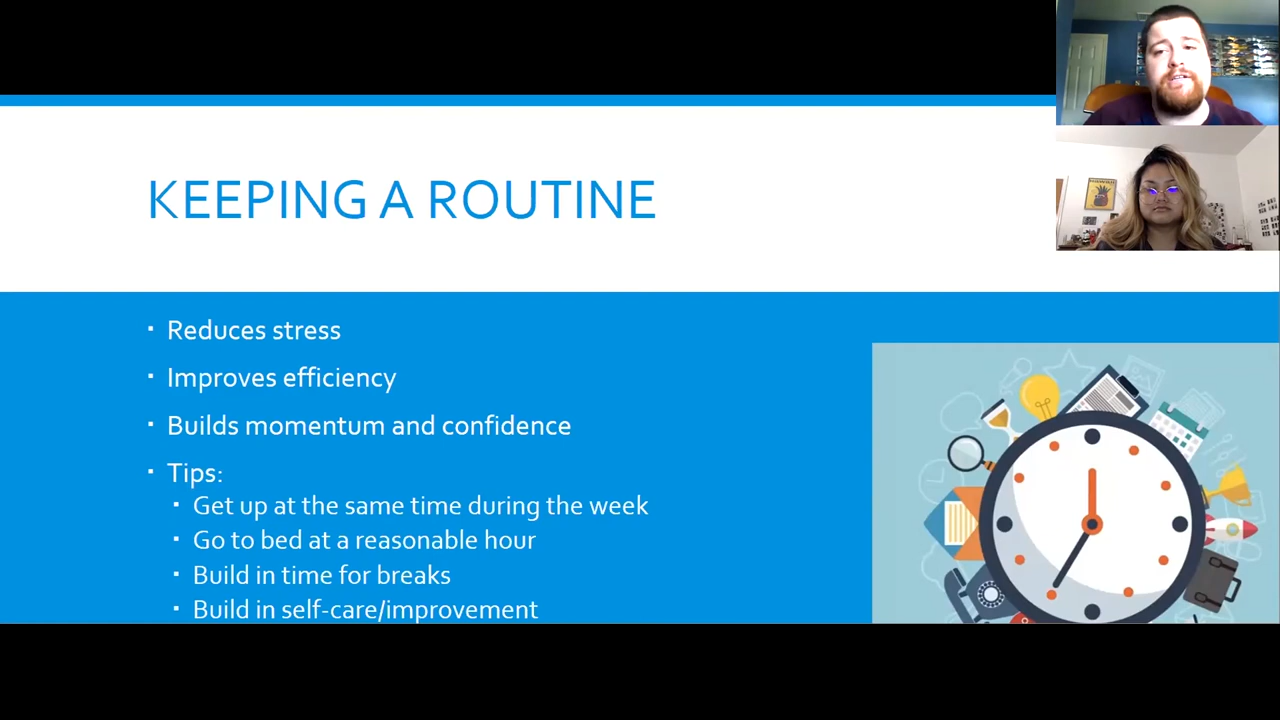 KEEPING A ROUTINE
Reduces stress
Improves efficiency
Builds momentum and confidence
Tips:
Get up at the same time during the week
Go to bed at a reasonable hour
Build in time for breaks
Build in self-care/improvement